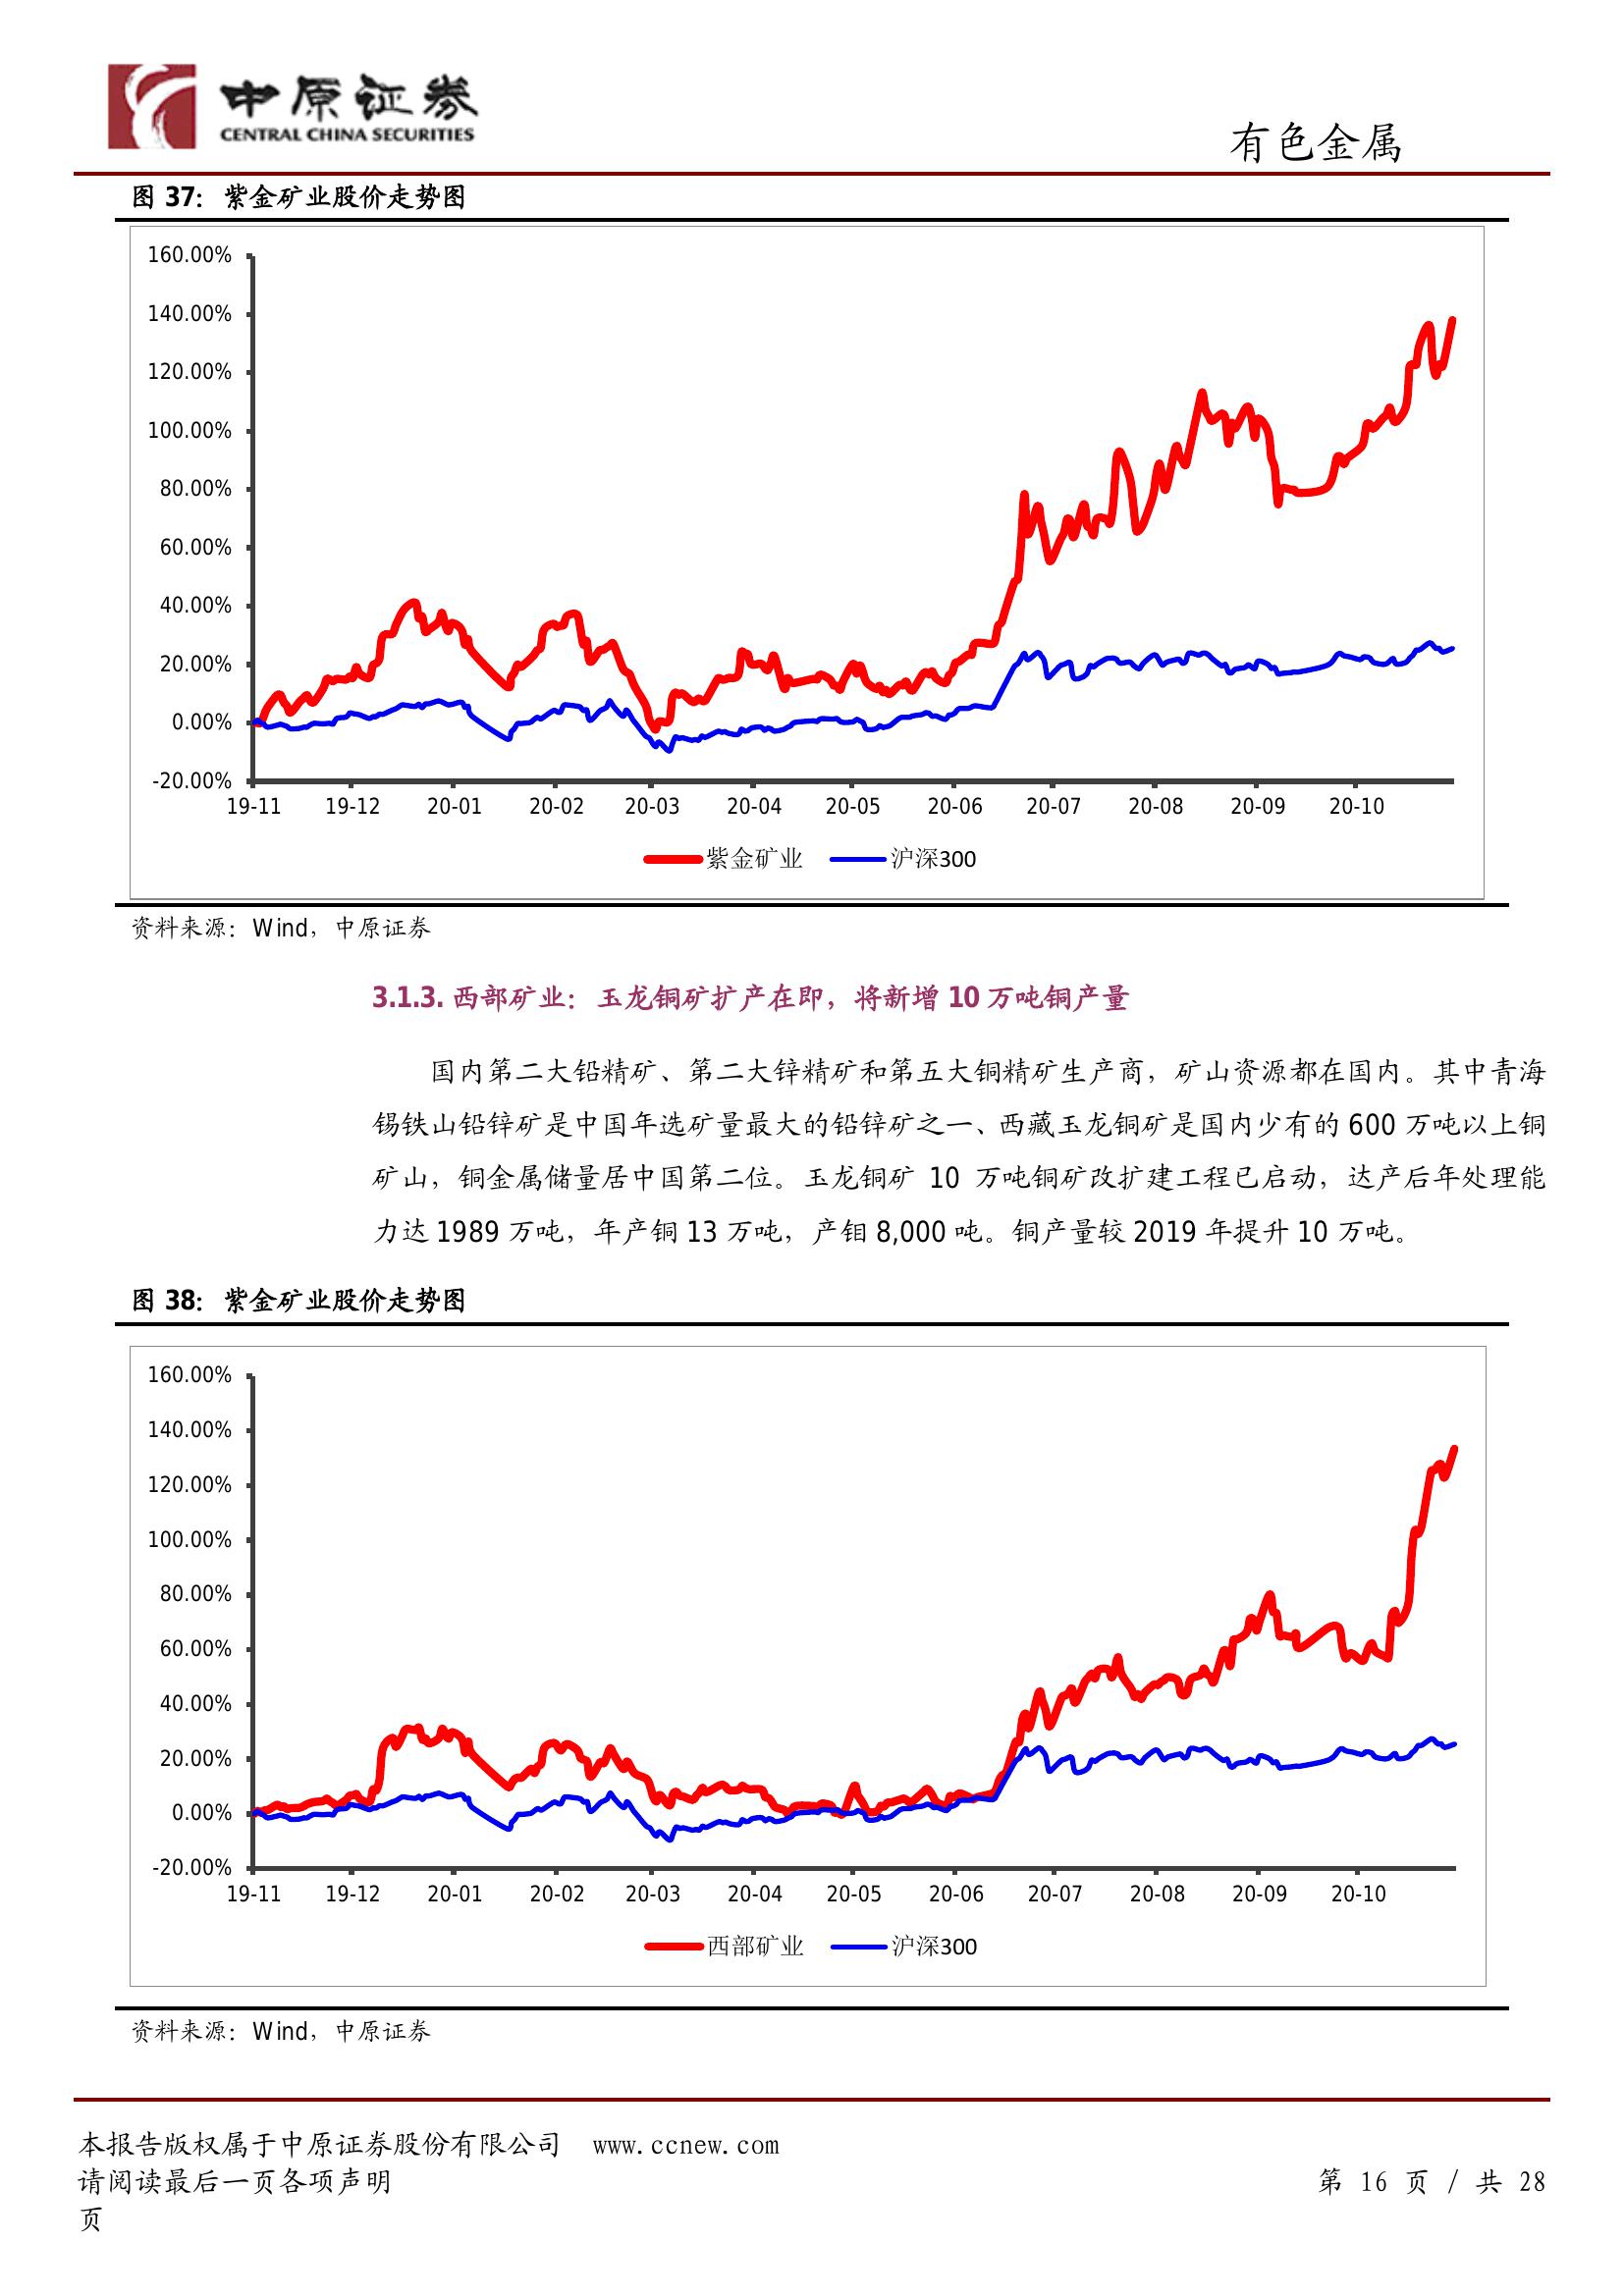 中原证券
CENTRAL CHINA SECURITIES
有色金属
图 37： 紫金矿业股价走势图
160.00%
140.00%
120.00%
100.00%
80.00%
60.00%
40.00%
20.00%
0.00%
-20.00%
19-11 19-12 20-01 20-02 20-03 20-04 20-05 20-06 20-07 20-08 20-09 20-10
紫金矿业 沪深300
资料来源：Wind，中原证券
3.1.3. 西部矿业：玉龙铜矿扩产在即，将新增 10 万吨铜产量
国内第二大铅精矿、第二大锌精矿和第五大铜精矿生产商，矿山资源都在国内。其中青海
锡铁山铅锌矿是中国年选矿量最大的铅锌矿之一、西藏玉龙铜矿是国内少有的 600 万吨以上铜
矿山，铜金属储量居中国第二位。玉龙铜矿 10 万吨铜矿改扩建工程已启动，达产后年处理能
力达 1989 万吨，年产铜 13 万吨，产钼 8,000 吨。铜产量较 2019 年提升 10 万吨。
图 38： 紫金矿业股价走势图
160.00%
140.00%
120.00%
100.00%
80.00%
60.00%
40.00%
20.00%
0.00%
-20.00%
19-11 19-12 20-01 20-02 20-03 20-04 20-05 20-06 20-07 20-08 20-09 20-10
西部矿业 沪深300
资料来源：Wind，中原证券
本报告版权属于中原证券股份有限公司 www.ccnew.com
请阅读最后一页各项声明 第 16 页 / 共 28
页